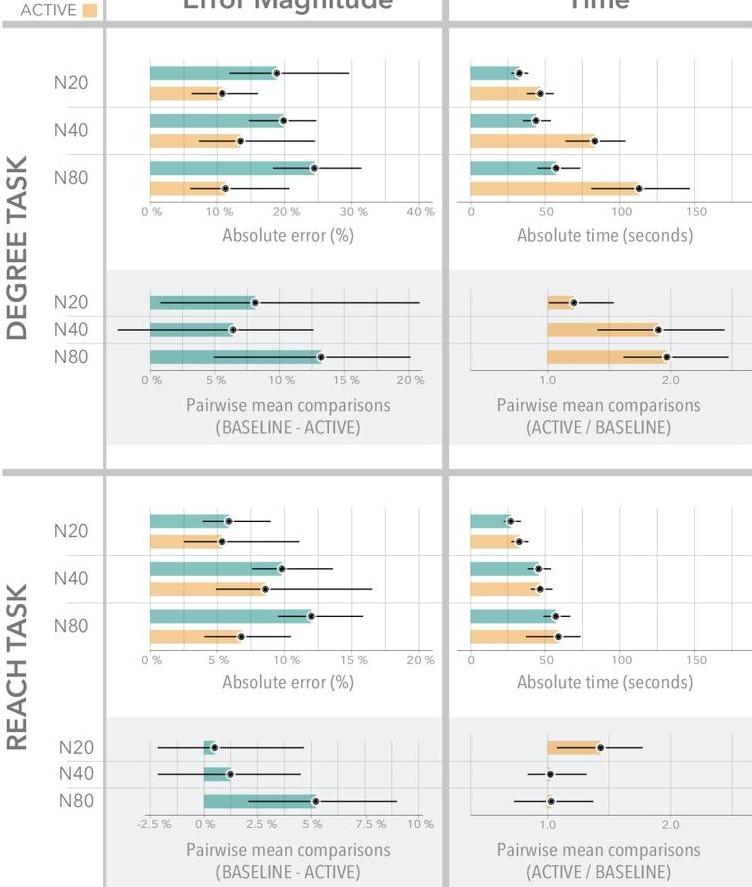 ACTIVE
Error Magnitude
Time
DEGREE TASK
N20
N40
N80
0 %
10 %
20 %
30 %
40 %
Absolute error (%)
0
50
100
150
Absolute time (seconds)
N20
N40
N80
0 %
5 %
10 %
15 %
20 %
Pairwise mean comparisons
(BASELINE - ACTIVE)
1.0
2.0
Pairwise mean comparisons
(ACTIVE / BASELINE)
REACH TASK
N20
N40
N80
0 %
5 %
10 %
15 %
20 %
Absolute error (%)
0
50
100
150
Absolute time (seconds)
N20
N40
N80
-2.5 %
0 %
2.5 %
5 %
7.5 %
10 %
Pairwise mean comparisons
(BASELINE - ACTIVE)
1.0
2.0
Pairwise mean comparisons
(ACTIVE / BASELINE)